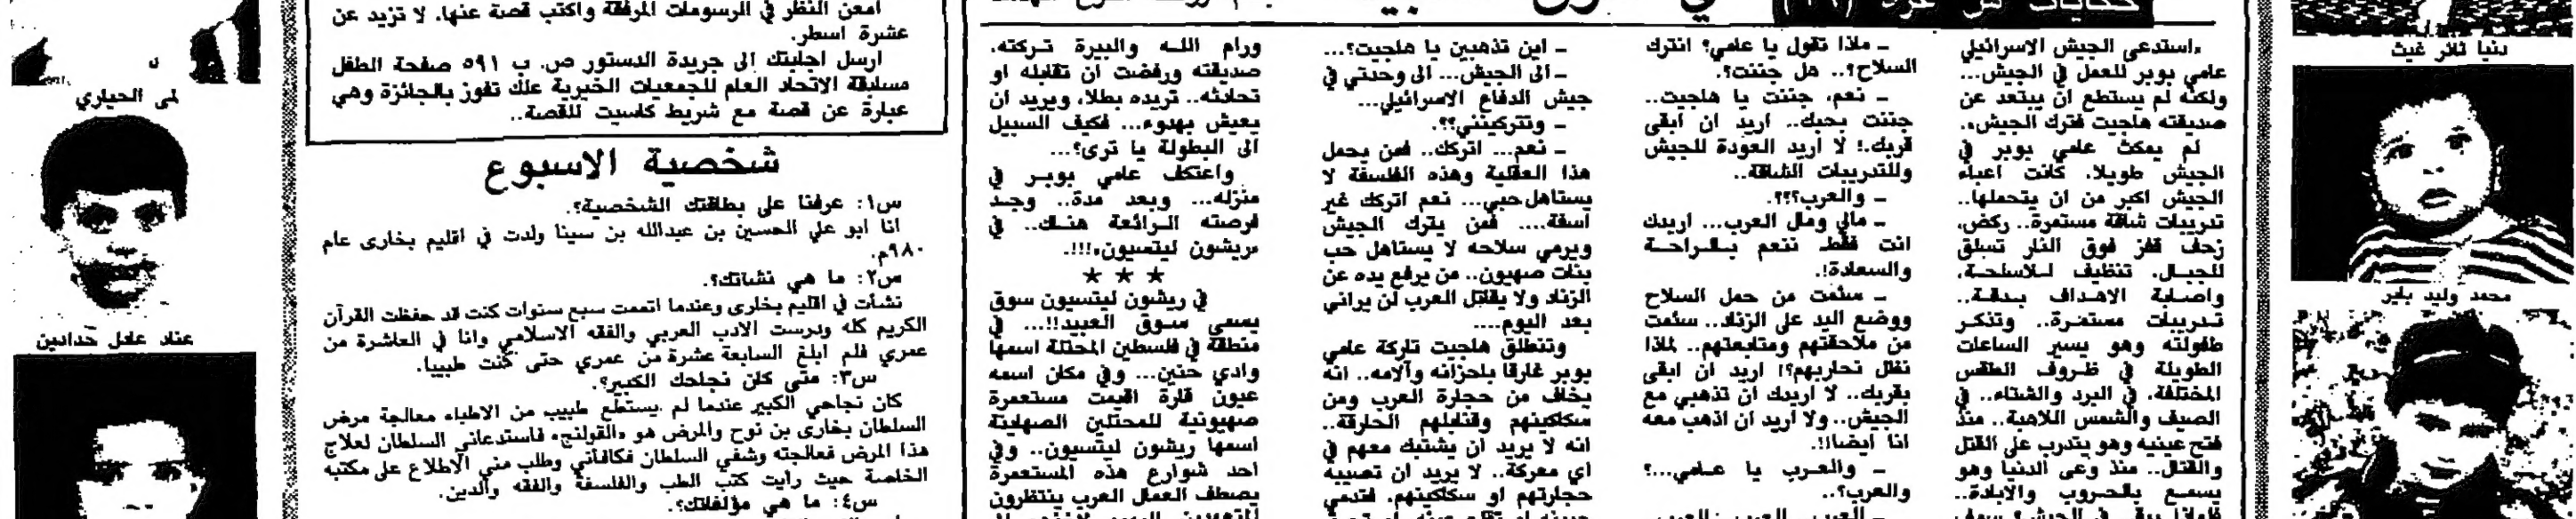 دنيا ثائر غيث
محمد وليد باير
حكايات من غزة (١٩)
«استدعى الجيش الاسرائيلي
عامي بوبر للعمل في الجيش...
ولكنه لم يستطع ان يبتعد عن
صديقته هلجيت فترك الجيش».
لم يمكث عامي بوبر في
الجيش طويلا. كانت اعباء
الجيش اكبر من ان يتحملها..
تدريبات شاقة مستمرة.. ركض،
زحف قفز فوق النار تسلق
للجبال. تنظيف للاسلحة،
واصابة الاهداف بدقة..
تدريبات مستمرة.. وتذكر
طفولته وهو يسير الساعات
الطويلة في ظروف الطقس
المختلفة، في البرد والشتاء.. في
الصيف والشمس اللاهبة.. منذ
فتح عينيه وهو يتدرب على القتل
والقتال.. منذ وعى الدنيا وهو
يسمع بالحروب والابادة..
ـ ماذا تقول يا عامي؟ اتترك
السلاح؟.. هل جننت؟.
ـ نعم، جننت يا هلجيت..
جننت بحبك.. اريد ان ابقى
قربك.! لا اريد العودة للجيش
وللتدريبات الشاقة..
ـ والعرب؟؟؟.
ـ مالي ومال العرب... اريدك
انت فقط. ننعم بالراحة
والسعادة!.
ـ سئمت من حمل السلاح
ووضع اليد على الزناد.. سئمت
من ملاحقتهم ومتابعتهم.. لماذا
نظل نحاربهم؟! اريد ان ابقى
بقربك.. لا اريدك ان تذهبي مع
الجيش.. ولا اريد ان اذهب معه
انا ايضا!!.
ـ والعرب يا عامي...؟
والعرب؟..
ـ العرب.. العرب.. العرب..
ـ اين تذهبين يا هلجيت؟...
ـ الى الجيش... الى وحدتي في
جيش الدفاع الاسرائيلي...
ـ وتتركينني؟؟.
ـ نعم... اتركك.. فمن يحمل
هذا العقلية وهذه الفلسفة لا
يستاهل حبي... نعم اتركك غير
اسفة.... فمن يترك الجيش
ويرمي سلاحه لا يستاهل حب
بنات صهيون.. من يرفع يده عن
الزناد ولا يقاتل العرب لن يراني
بعد اليوم....
وتنطلق هلجيت تاركة عامي
بوبر غارقا باحزانه وآلامه.. انه
يخاف من حجارة العرب ومن
سكاكينهم وقنابلهم الحارقة..
انه لا يريد ان يشتبك معهم في
اي معركة.. لا يريد ان تصيبه
حجارتهم او سكاكينهم. فتدمي
ورام الله والبيرة تركته،
صديقته ورفضت ان تقابله او
تحادثه.. تريده بطلا، ويريد ان
يعيش بهدوء... فكيف السبيل
الى البطولة يا ترى؟...
واعتكف عامي بوبر في
منزله... وبعد مدة.. وجد
فرصته الرائعة هناك.. في
«ريشون ليتسيون»!!!!.
★ ★ ★
في ريشون ليتسيون سوق
يسمى سوق العبيد!!... في
منطقة في فلسطين المحتلة اسمها
وادي حنين... وفي مكان اسمه
عيون قارة اقيمت مستعمرة
صهيونية للمحتلين الصهاينة
اسمها ريشون ليتسيون.. وفي
احد شوارع هذه المستعمرة
يصطف العمال العرب ينتظرون
امعن النظر في الرسومات المرفقة واكتب قصة عنها. لا تزيد عن
عشرة اسطر.
ارسل اجابتك إلى جريدة الدستور ص. ب ٥٩١ صفحة الطفل
مسابقة الاتحاد العام للجمعيات الخيرية علك تفوز بالجائزة وهي
عبارة عن قصة مع شريط كاسيت للقصة..
شخصية الاسبوع
س١: عرفنا على بطاقتك الشخصية؟.
انا ابو علي الحسين بن عبدالله بن سينا ولدت في اقليم بخارى عام
٩٨٠م.
س٢: ما هي نشاتك؟.
نشأت في اقليم بخارى وعندما اتممت سبع سنوات كنت قد حفظت القرآن
الكريم كله ودرست الادب العربي والفقه الاسلامي وانا في العاشرة من
عمري فلم ابلغ السابعة عشرة من عمري حتى كنت طبيبا.
س٣: متى كان نجاحك الكبير؟.
كان نجاحي الكبير عندما لم يستطع طبيب من الاطباء معالجة مرض
السلطان بخارى بن نوح والمرض هو «القولنج» فاستدعاني السلطان لعلاج
هذا المرض فعالجته وشفي السلطان فكافأني وطلب مني الاطلاع على مكتبه
الخاصة حيث رايت كتب الطب والفلسفة والفقه والدين.
س٤: ما هي مؤلفاتك؟.
لمى الحياري
عناد عادل حدادين